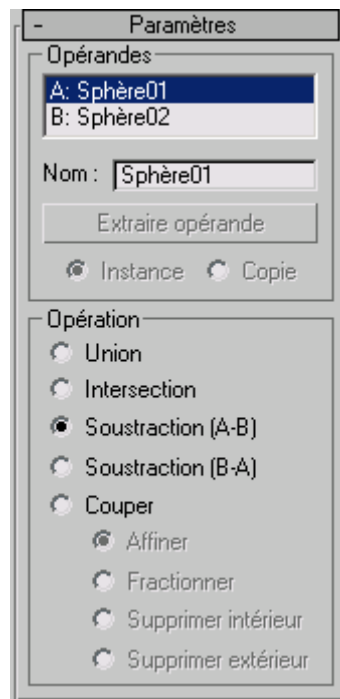 - Paramètres
Opérandes
A: Sphère01
B: Sphère02
Nom : Sphère01
Extraire opérande
Instance Copie
Opération
Union
Intersection
Soustraction (A-B)
Soustraction (B-A)
Couper
Affiner
Fractionner
Supprimer intérieur
Supprimer extérieur